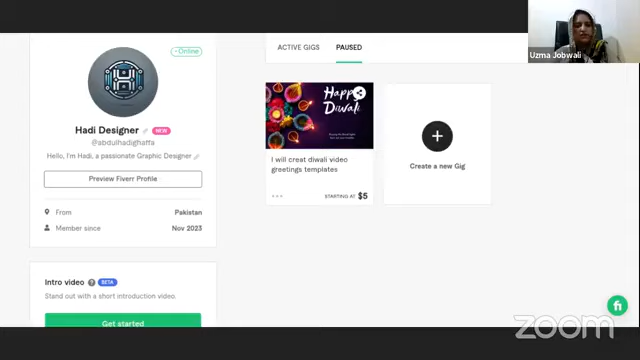 ACTIVE GIGS
PAUSED
Uzma Jobwali
Online
Hadi Designer
NEW
@abdulhadighaffa
Hello, I'm Hadi, a passionate Graphic Designer
Preview Fiverr Profile
From
Pakistan
Member since
Nov 2023
Happy
Diwali
I will creat diwali video
greetings templates
STARTING AT $5
Create a new Gig
Intro video
BETA
Stand out with a short introduction video.
Get started
fi
zoom